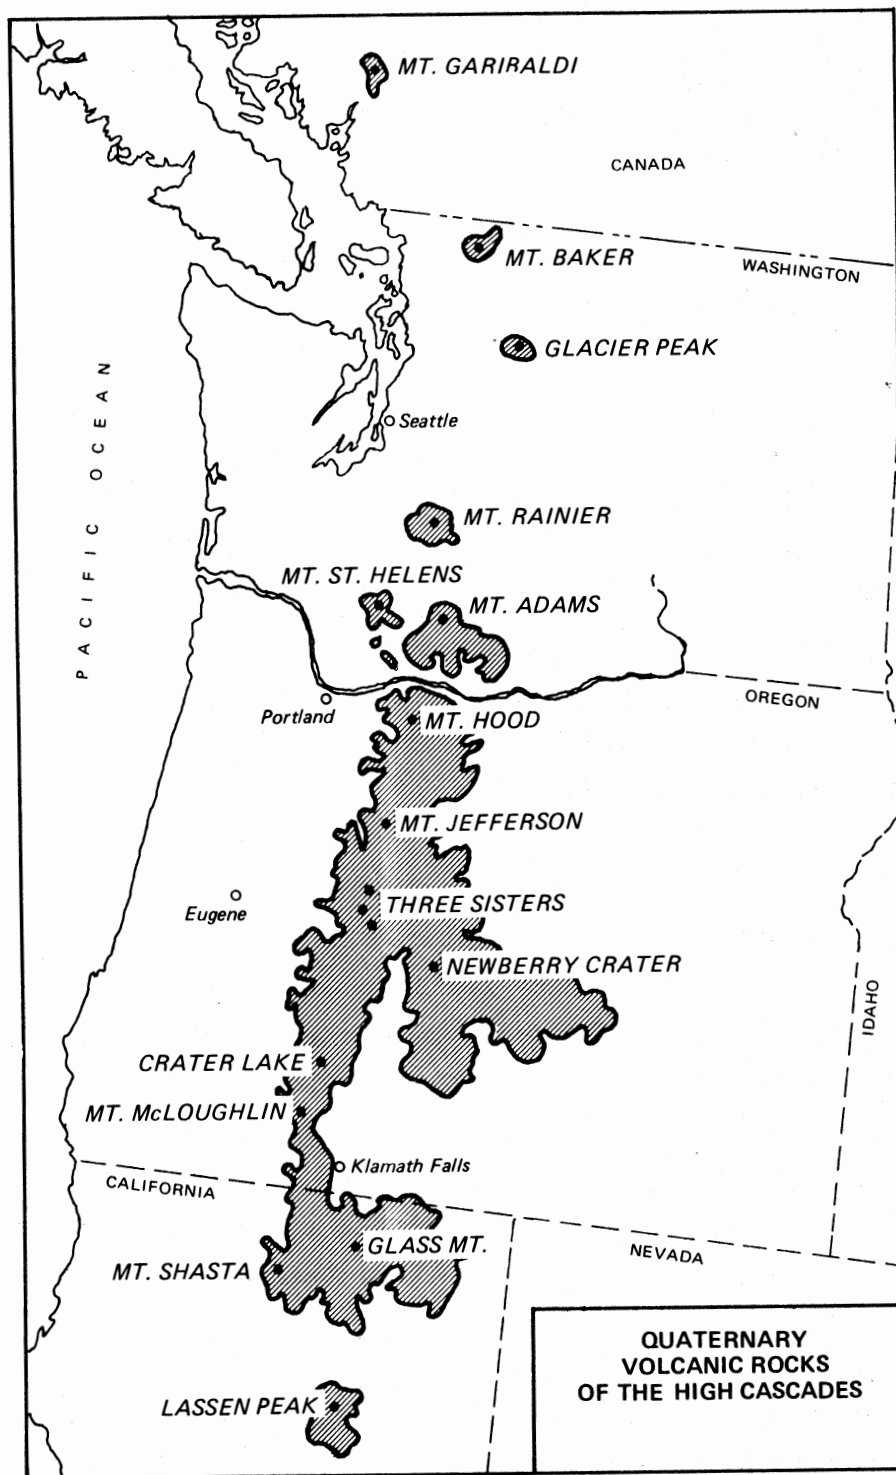 MT. GARIBALDI
CANADA
MT. BAKER
WASHINGTON
GLACIER PEAK
PACIFIC OCEAN
Seattle
MT. RAINIER
MT. ST. HELENS
MT. ADAMS
OREGON
Portland
MT. HOOD
MT. JEFFERSON
THREE SISTERS
Eugene
NEWBERRY CRATER
IDAHO
CRATER LAKE
MT. McLOUGHLIN
Klamath Falls
CALIFORNIA
GLASS MT.
NEVADA
MT. SHASTA
QUATERNARY
VOLCANIC ROCKS
OF THE HIGH CASCADES
LASSEN PEAK